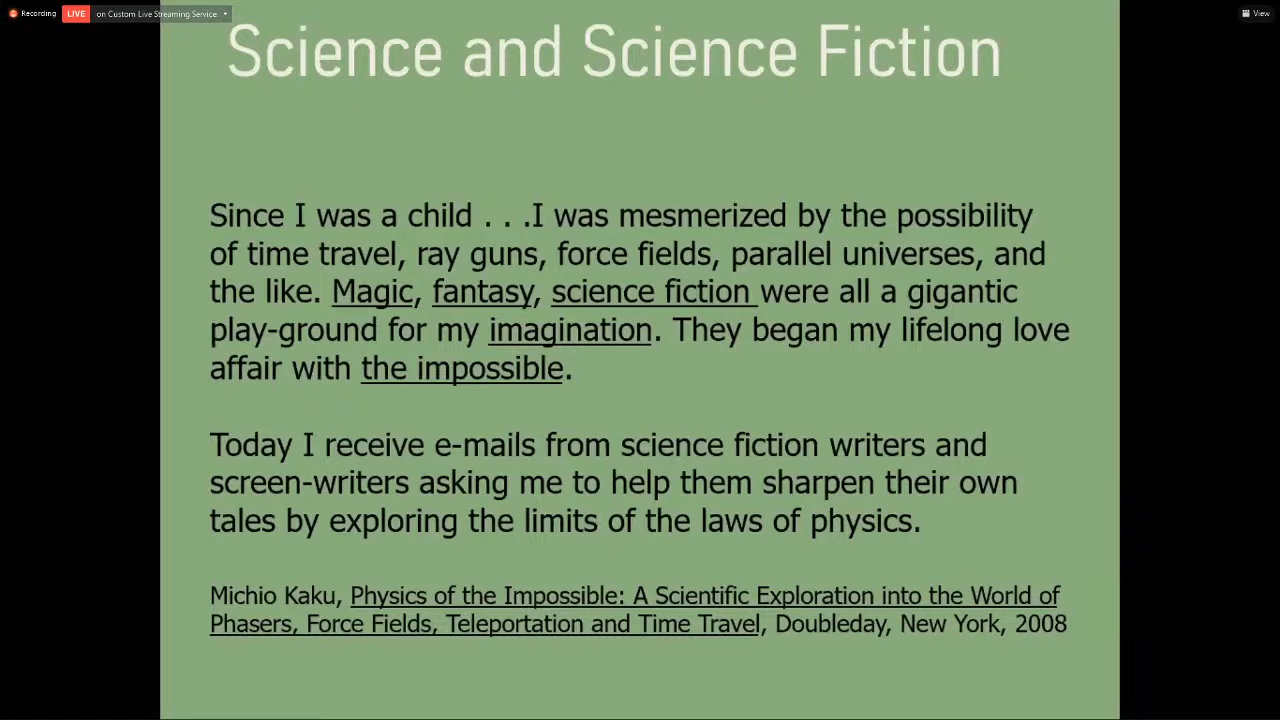 Recording LIVE on Custom Live Streaming Service View
Science and Science Fiction
Since I was a child . . .I was mesmerized by the possibility
of time travel, ray guns, force fields, parallel universes, and
the like. Magic, fantasy, science fiction were all a gigantic
play-ground for my imagination. They began my lifelong love
affair with the impossible.
Today I receive e-mails from science fiction writers and
screen-writers asking me to help them sharpen their own
tales by exploring the limits of the laws of physics.
Michio Kaku, Physics of the Impossible: A Scientific Exploration into the World of
Phasers, Force Fields, Teleportation and Time Travel, Doubleday, New York, 2008